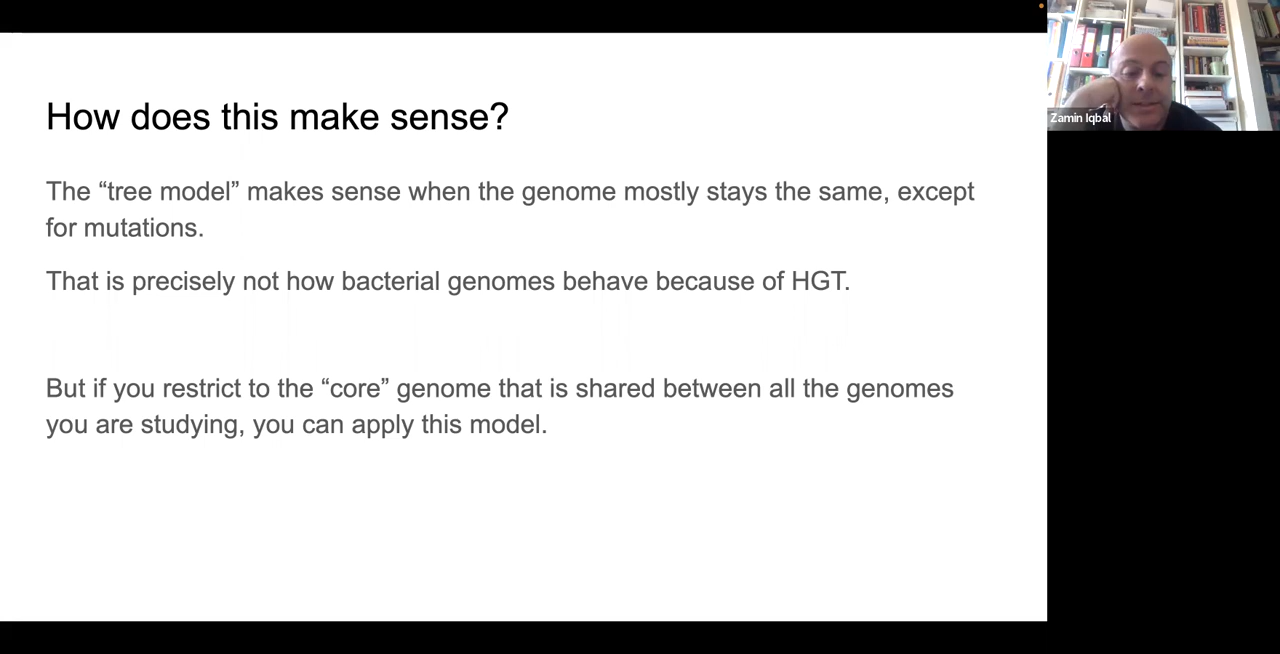 How does this make sense?
The “tree model” makes sense when the genome mostly stays the same, except
for mutations.
That is precisely not how bacterial genomes behave because of HGT.
But if you restrict to the “core” genome that is shared between all the genomes
you are studying, you can apply this model.
Zamin Iqbal